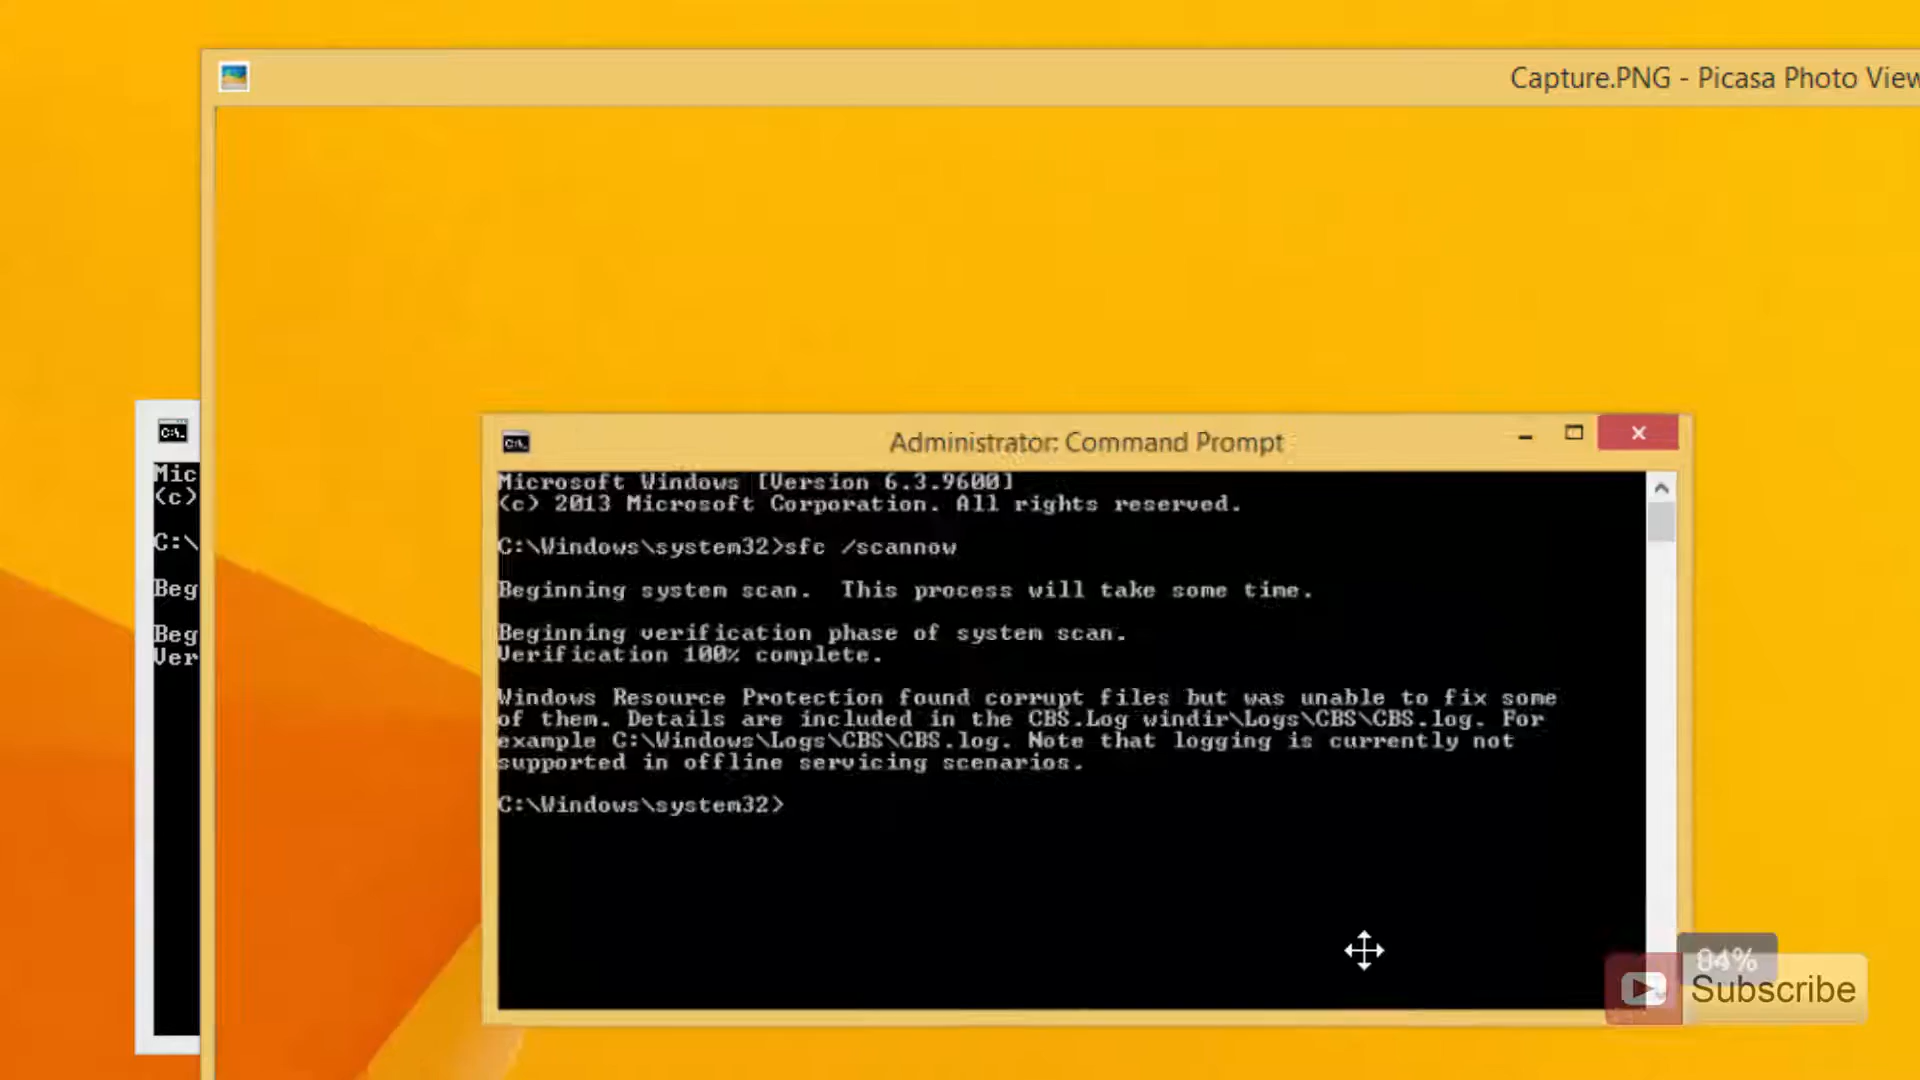 Capture.PNG - Picasa Photo View
Mic
(c)
C:\
Beg
Beg
Ver
Administrator: Command Prompt
Microsoft Windows [Version 6.3.9600]
(c) 2013 Microsoft Corporation. All rights reserved.
C:\Windows\system32>sfc /scannow
Beginning system scan.  This process will take some time.
Beginning verification phase of system scan.
Verification 100% complete.
Windows Resource Protection found corrupt files but was unable to fix some
of them. Details are included in the CBS.Log windir\Logs\CBS\CBS.log. For
example C:\Windows\Logs\CBS\CBS.log. Note that logging is currently not
supported in offline servicing scenarios.
C:\Windows\system32>
84%
Subscribe